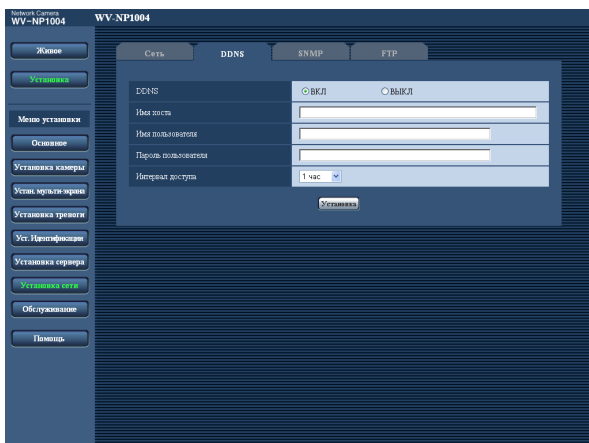 Network Camera
WV-NP1004
WV-NP1004
Живое
Установка
Меню установки
Основное
Установка камеры
Устан. мульти-экрана
Установка тревоги
Уст. Идентификации
Установка сервера
Установка сети
Обслуживание
Помощь
Сеть
DDNS
SNMP
FTP
DDNS
ВКЛ
ВЫКЛ
Имя хоста
Имя пользователя
Пароль пользователя
Интервал доступа
1 час
Установка